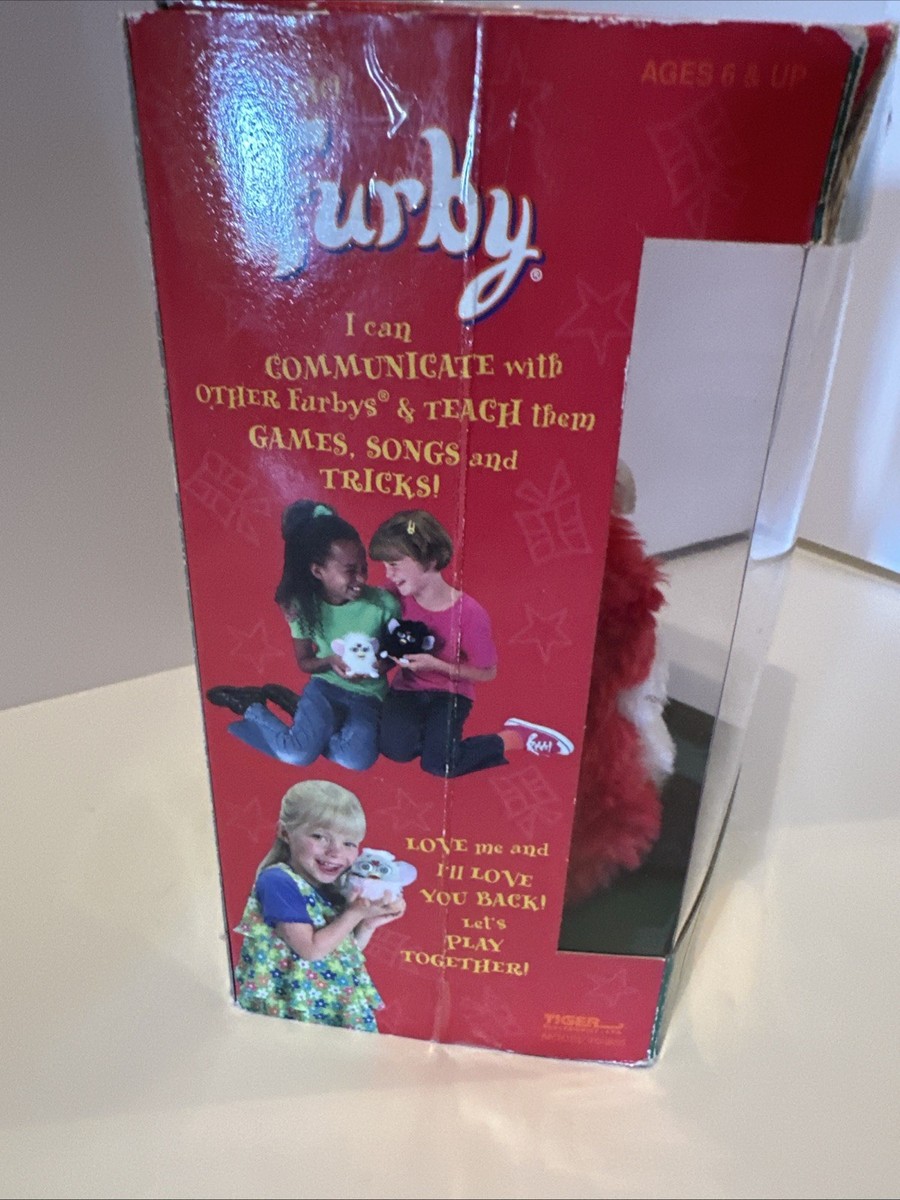 AGES 6 & UP
Furby®
I can
COMMUNICATE with
OTHER Furbys® & TEACH them
GAMES, SONGS and
TRICKS!
LOVE me and
I'll LOVE
YOU BACK!
Let's
PLAY
TOGETHER!
TIGER